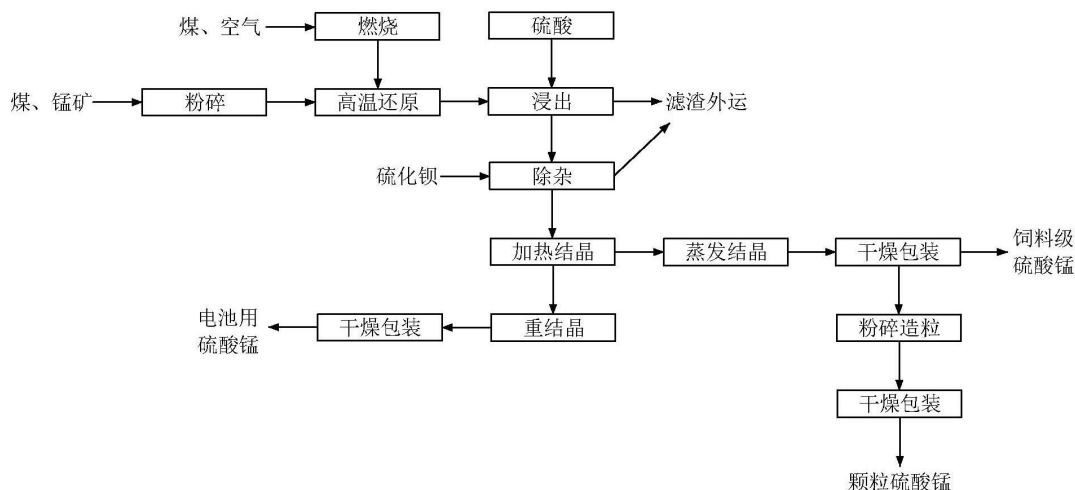 煤、空气
燃烧
硫酸
煤、锰矿
粉碎
高温还原
浸出
滤渣外运
硫化钡
除杂
加热结晶
蒸发结晶
干燥包装
饲料级
硫酸锰
电池用
硫酸锰
干燥包装
重结晶
粉碎造粒
干燥包装
颗粒硫酸锰